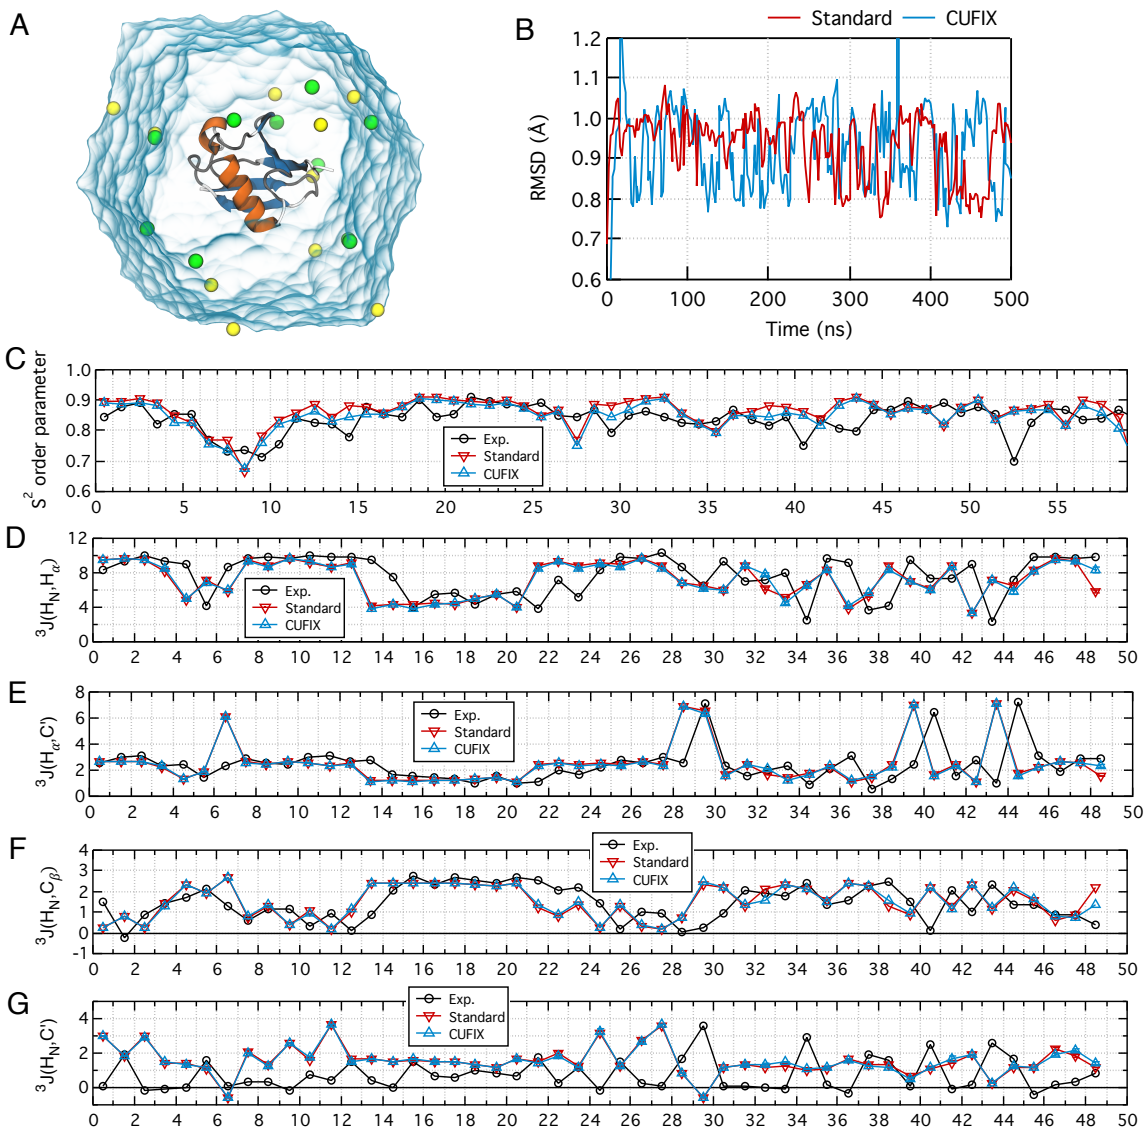 A
B
Standard CUFIX
1.2
1.1
1.0
0.9
0.8
0.7
0.6
RMSD (Å)
0 100 200 300 400 500
Time (ns)
C
S2 order parameter
1.0
0.9
0.8
0.7
0.6
Exp.
Standard
CUFIX
0 5 10 15 20 25 30 35 40 45 50 55
D
3J(HN,Hα)
12
8
4
0
Exp.
Standard
CUFIX
0 2 4 6 8 10 12 14 16 18 20 22 24 26 28 30 32 34 36 38 40 42 44 46 48 50
E
3J(Hα,C')
8
6
4
2
0
Exp.
Standard
CUFIX
0 2 4 6 8 10 12 14 16 18 20 22 24 26 28 30 32 34 36 38 40 42 44 46 48 50
F
3J(HN,Cβ)
4
3
2
1
0
-1
Exp.
Standard
CUFIX
0 2 4 6 8 10 12 14 16 18 20 22 24 26 28 30 32 34 36 38 40 42 44 46 48 50
G
3J(HN,C')
4
2
0
Exp.
Standard
CUFIX
0 2 4 6 8 10 12 14 16 18 20 22 24 26 28 30 32 34 36 38 40 42 44 46 48 50